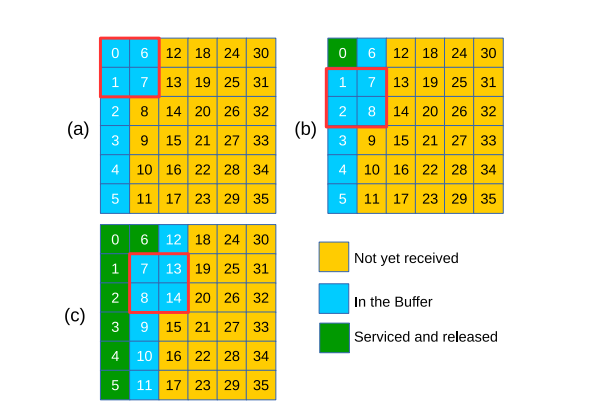 0 6 12 18 24 30
1 7 13 19 25 31
2 8 14 20 26 32
(a)
3 9 15 21 27 33
4 10 16 22 28 34
5 11 17 23 29 35
0 6 12 18 24 30
1 7 13 19 25 31
2 8 14 20 26 32
(b)
3 9 15 21 27 33
4 10 16 22 28 34
5 11 17 23 29 35
0 6 12 18 24 30
1 7 13 19 25 31
2 8 14 20 26 32
(c)
3 9 15 21 27 33
4 10 16 22 28 34
5 11 17 23 29 35
Not yet received
In the Buffer
Serviced and released